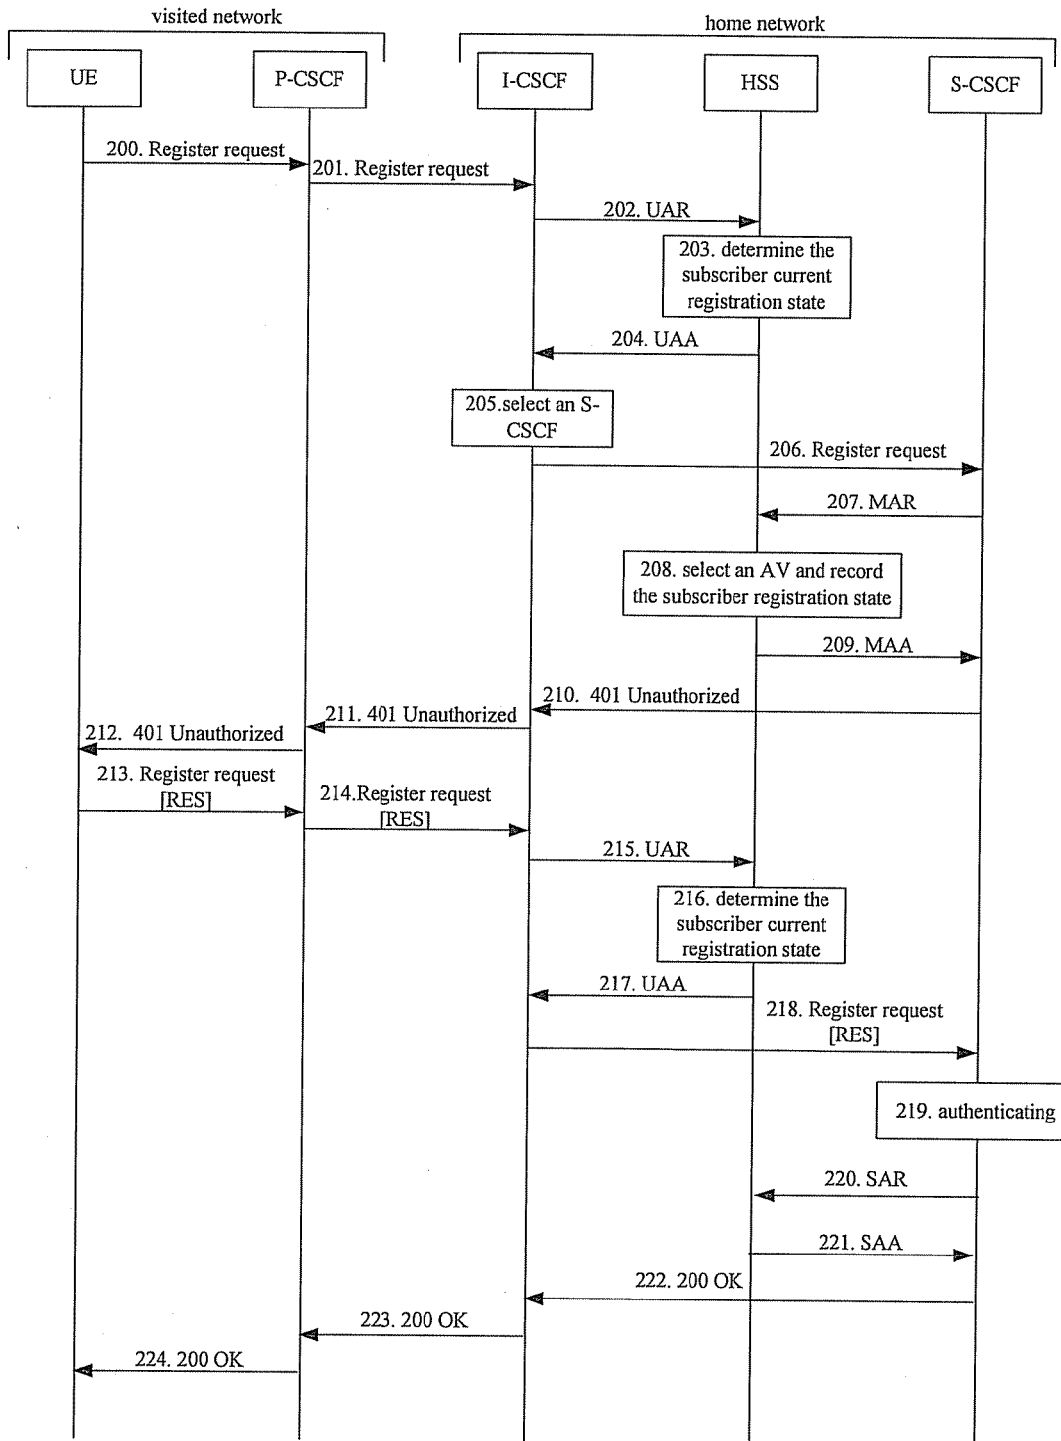 visited network
home network
UE
P-CSCF
I-CSCF
HSS
S-CSCF
200. Register request
201. Register request
202. UAR
203. determine the
subscriber current
registration state
204. UAA
205.select an S-
CSCF
206. Register request
207. MAR
208. select an AV and record
the subscriber registration state
209. MAA
210. 401 Unauthorized
211. 401 Unauthorized
212. 401 Unauthorized
213. Register request
[RES]
214.Register request
[RES]
215. UAR
216. determine the
subscriber current
registration state
217. UAA
218. Register request
[RES]
219. authenticating
220. SAR
221. SAA
222. 200 OK
223. 200 OK
224. 200 OK